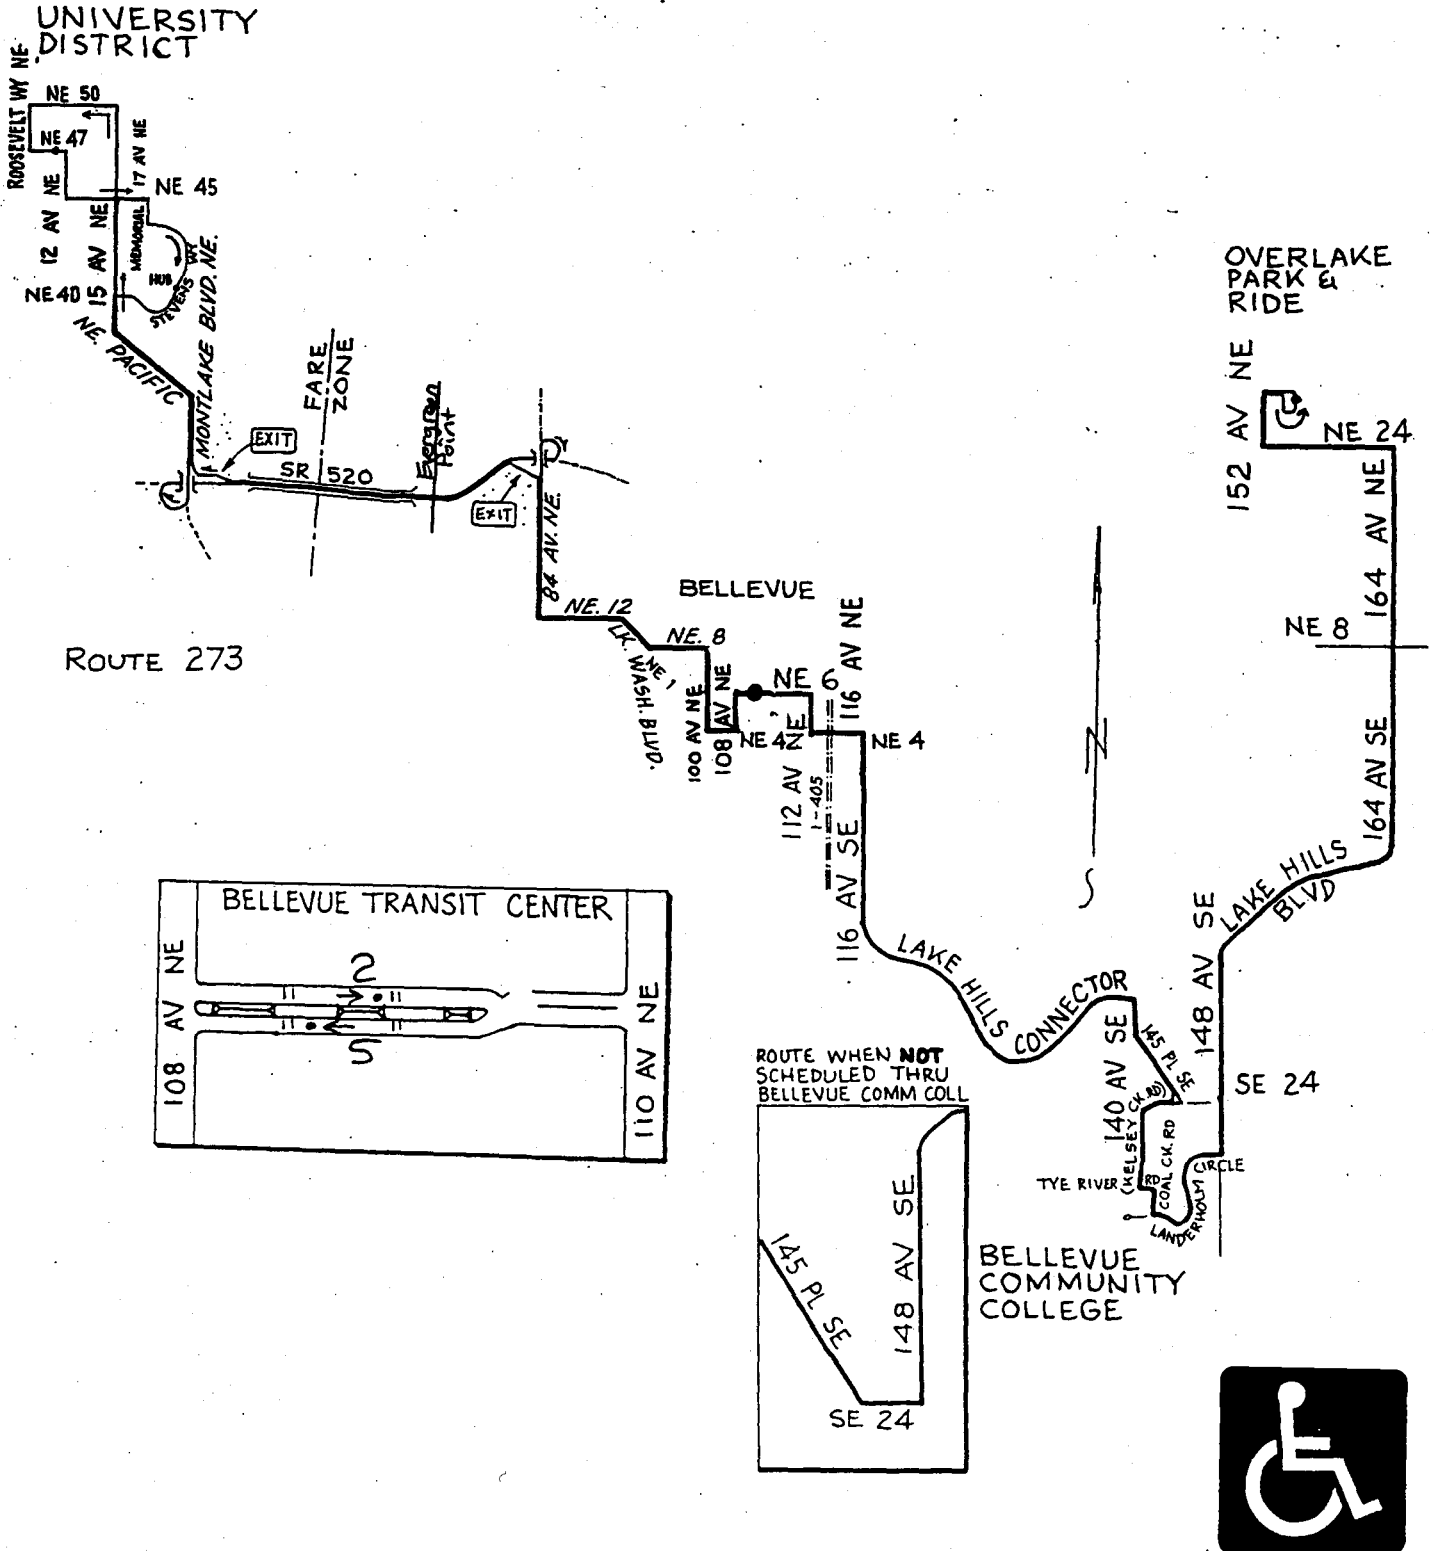 UNIVERSITY
DISTRICT
ROOSEVELT WY NE
NE 50
NE 47
17 AV NE
NE 45
12 AV NE
15 AV NE
MEMORIAL
HUB
STEVENS WY
NE 40
NE. PACIFIC
MONTLAKE BLVD. NE.
EXIT
SR 520
FARE
ZONE
Evergreen
Point
EXIT
84 AV. NE.
NE. 12
LK. WASH. BLVD.
NE 1
NE. 8
100 AV NE
108 AV NE
NE 4
BELLEVUE
NE 6
112 AV NE
I-405
116 AV NE
NE 4
116 AV SE
ROUTE 273
OVERLAKE
PARK &
RIDE
152 AV NE
NE 24
164 AV NE
NE 8
164 AV SE
LAKE HILLS
BLVD
148 AV SE
LAKE HILLS CONNECTOR
140 AV SE
145 PL SE
SE 24
(KELSEY CK. RD)
COAL CK. RD
TYE RIVER RD
LANDERHOLM CIRCLE
BELLEVUE
COMMUNITY
COLLEGE
N
S
BELLEVUE TRANSIT CENTER
108 AV NE
2
5
110 AV NE
ROUTE WHEN NOT
SCHEDULED THRU
BELLEVUE COMM COLL
145 PL SE
148 AV SE
SE 24